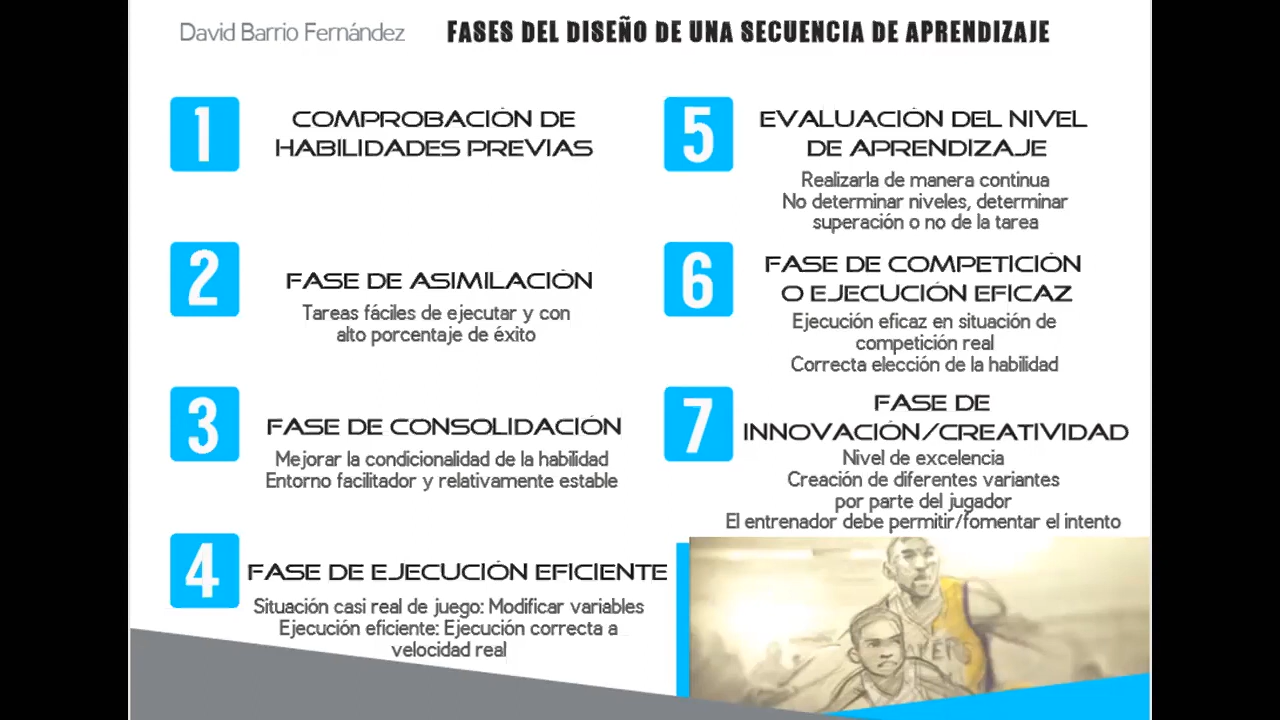 David Barrio Fernández
FASES DEL DISEÑO DE UNA SECUENCIA DE APRENDIZAJE
1
COMPROBACIÓN DE
HABILIDADES PREVIAS
2
FASE DE ASIMILACIÓN
Tareas fáciles de ejecutar y con
alto porcentaje de éxito
3
FASE DE CONSOLIDACIÓN
Mejorar la condicionalidad de la habilidad
Entorno facilitador y relativamente estable
4
FASE DE EJECUCIÓN EFICIENTE
Situación casi real de juego: Modificar variables
Ejecución eficiente: Ejecución correcta a
velocidad real
5
EVALUACIÓN DEL NIVEL
DE APRENDIZAJE
Realizarla de manera continua
No determinar niveles, determinar
superación o no de la tarea
6
FASE DE COMPETICIÓN
O EJECUCIÓN EFICAZ
Ejecución eficaz en situación de
competición real
Correcta elección de la habilidad
7
FASE DE
INNOVACIÓN/CREATIVIDAD
Nivel de excelencia
Creación de diferentes variantes
por parte del jugador
El entrenador debe permitir/fomentar el intento